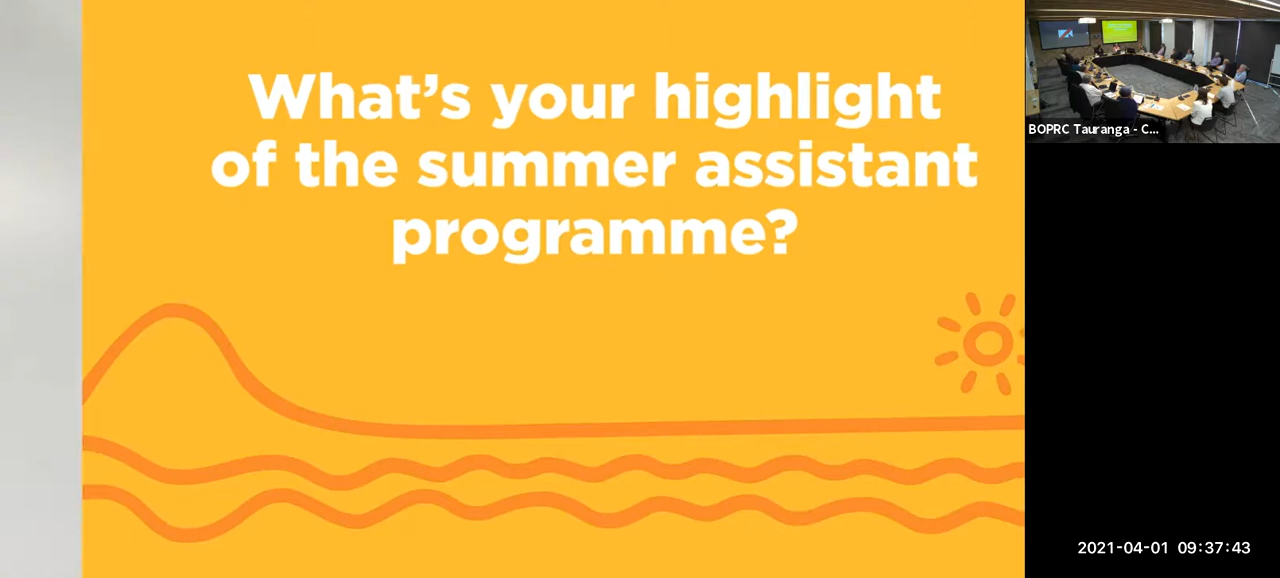 What's your highlight
of the summer assistant
programme?
BOPRC Tauranga - C...
2021-04-01 09:37:43